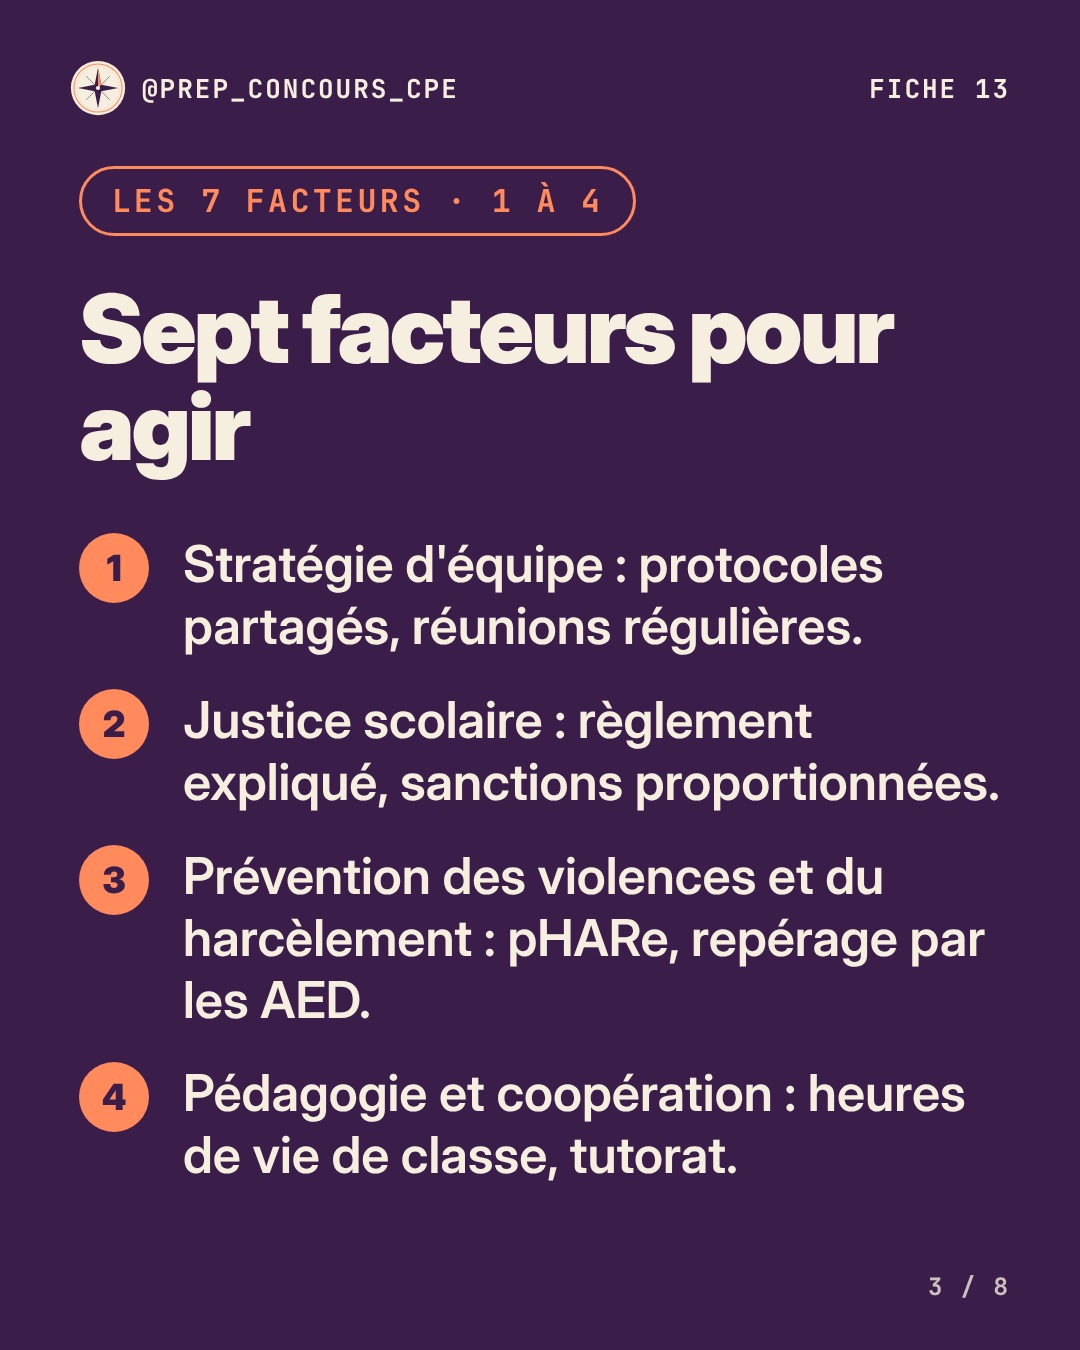 @PREP_CONCOURS_CPE
FICHE 13
LES 7 FACTEURS · 1 À 4
Sept facteurs pour
agir
1 Stratégie d'équipe : protocoles
partagés, réunions régulières.
2 Justice scolaire : règlement
expliqué, sanctions proportionnées.
3 Prévention des violences et du
harcèlement : pHARe, repérage par
les AED.
4 Pédagogie et coopération : heures
de vie de classe, tutorat.
3 / 8